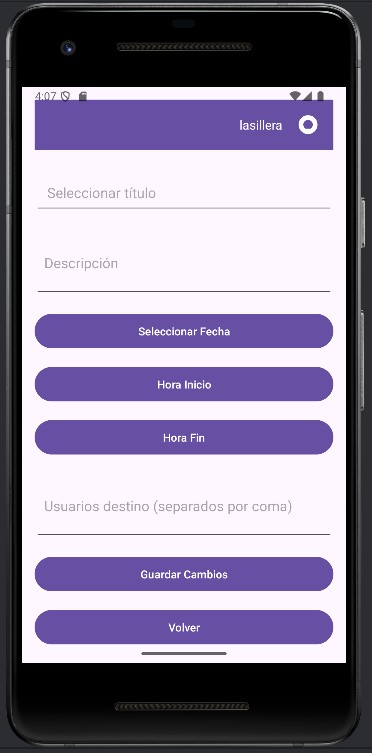 4:07
lasillera
Seleccionar título
Descripción
Seleccionar Fecha
Hora Inicio
Hora Fin
Usuarios destino (separados por coma)
Guardar Cambios
Volver